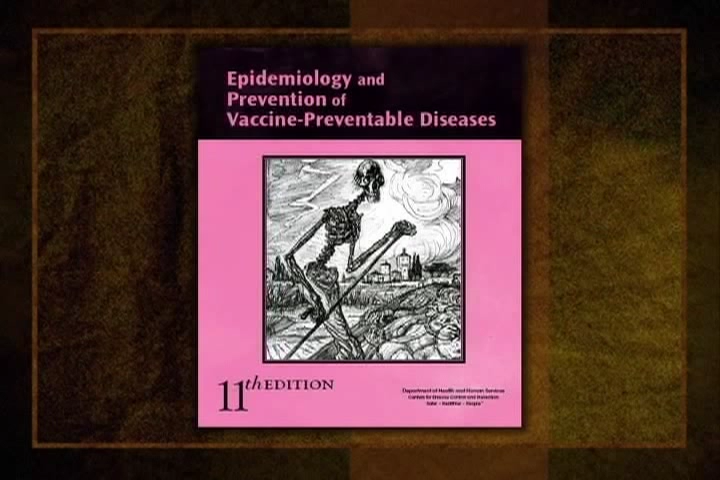 Epidemiology and
Prevention of
Vaccine-Preventable Diseases
11th EDITION
Department of Health and Human Services
Centers for Disease Control and Prevention